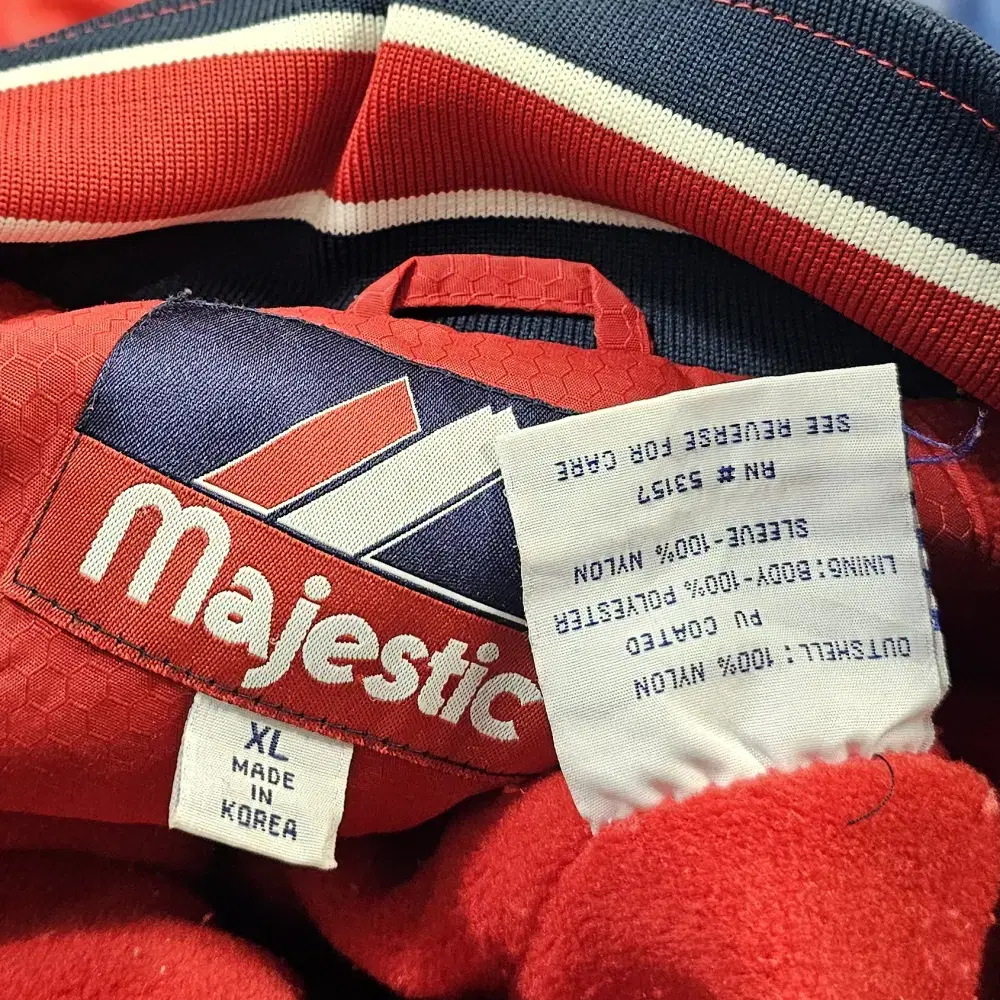 majestic
XL
MADE
IN
KOREA
OUTSHELL: 100% NYLON
PU COATED
LINING: BODY-100% POLYESTER
SLEEVE-100% NYLON
RN # 53157
SEE REVERSE FOR CARE